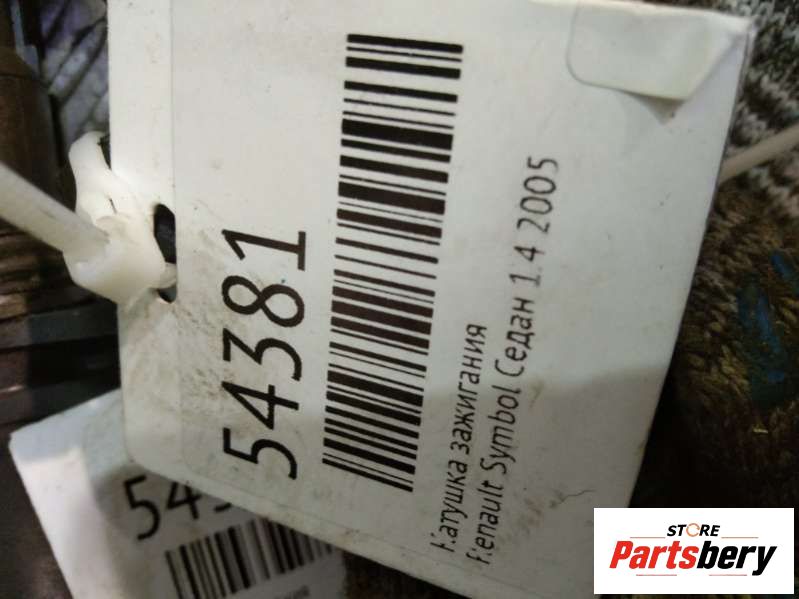 54381
Катушка зажигания
Renault Symbol Седан 1.4 2005
STORE
Partsbery